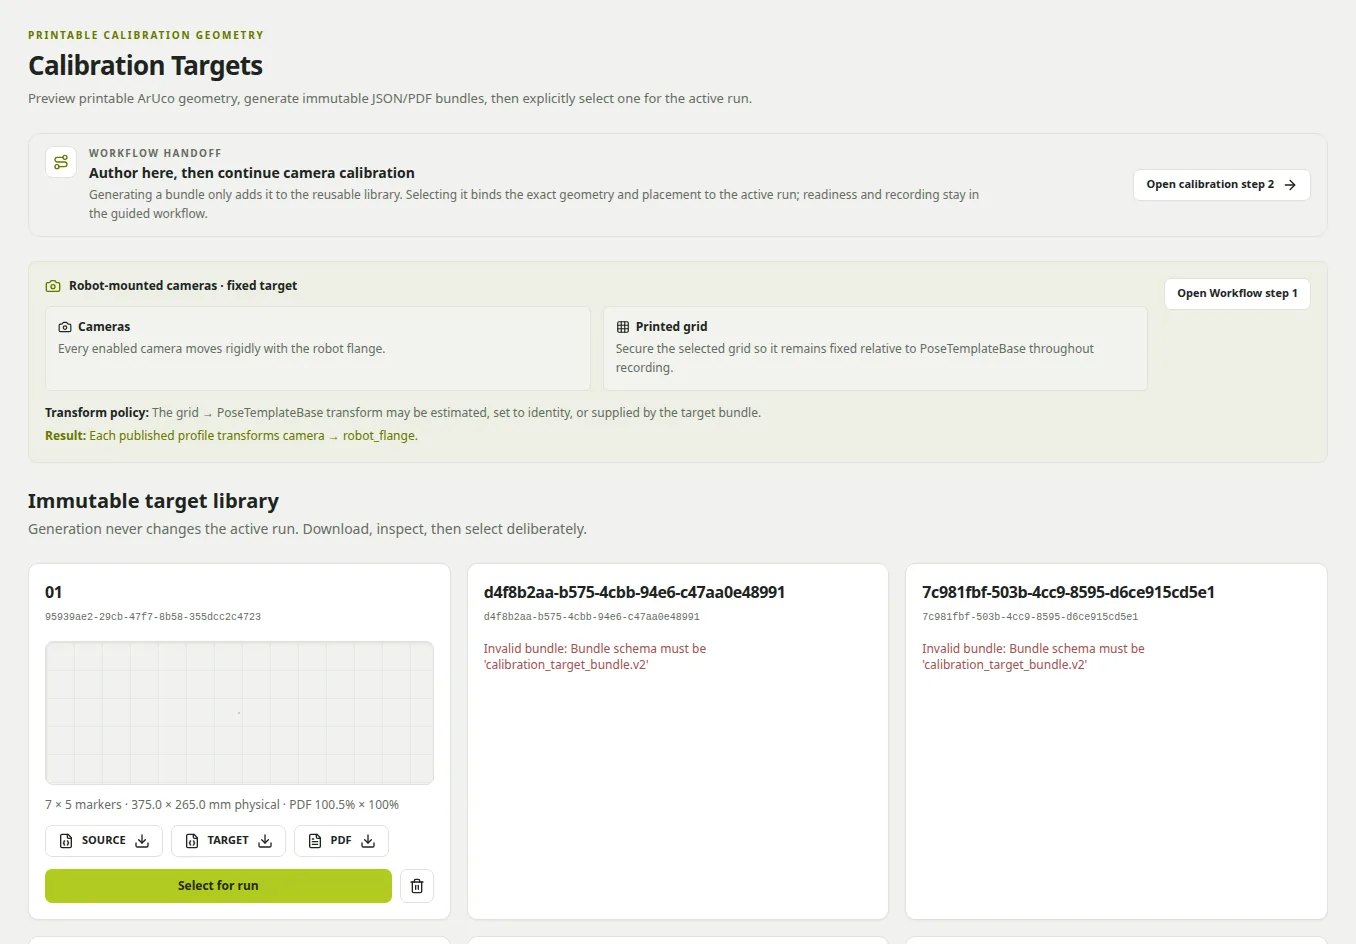 PRINTABLE CALIBRATION GEOMETRY
Calibration Targets
Preview printable ArUco geometry, generate immutable JSON/PDF bundles, then explicitly select one for the active run.
WORKFLOW HANDOFF
Author here, then continue camera calibration
Generating a bundle only adds it to the reusable library. Selecting it binds the exact geometry and placement to the active run; readiness and recording stay in
the guided workflow.
Open calibration step 2
Robot-mounted cameras · fixed target
Open Workflow step 1
Cameras
Every enabled camera moves rigidly with the robot flange.
Printed grid
Secure the selected grid so it remains fixed relative to PoseTemplateBase throughout
recording.
Transform policy: The grid → PoseTemplateBase transform may be estimated, set to identity, or supplied by the target bundle.
Result: Each published profile transforms camera → robot_flange.
Immutable target library
Generation never changes the active run. Download, inspect, then select deliberately.
01
95939ae2-29cb-47f7-8b58-355dcc2c4723
7 × 5 markers · 375.0 × 265.0 mm physical · PDF 100.5% × 100%
SOURCE
TARGET
PDF
Select for run
d4f8b2aa-b575-4cbb-94e6-c47aa0e48991
d4f8b2aa-b575-4cbb-94e6-c47aa0e48991
Invalid bundle: Bundle schema must be
'calibration_target_bundle.v2'
7c981fbf-503b-4cc9-8595-d6ce915cd5e1
7c981fbf-503b-4cc9-8595-d6ce915cd5e1
Invalid bundle: Bundle schema must be
'calibration_target_bundle.v2'